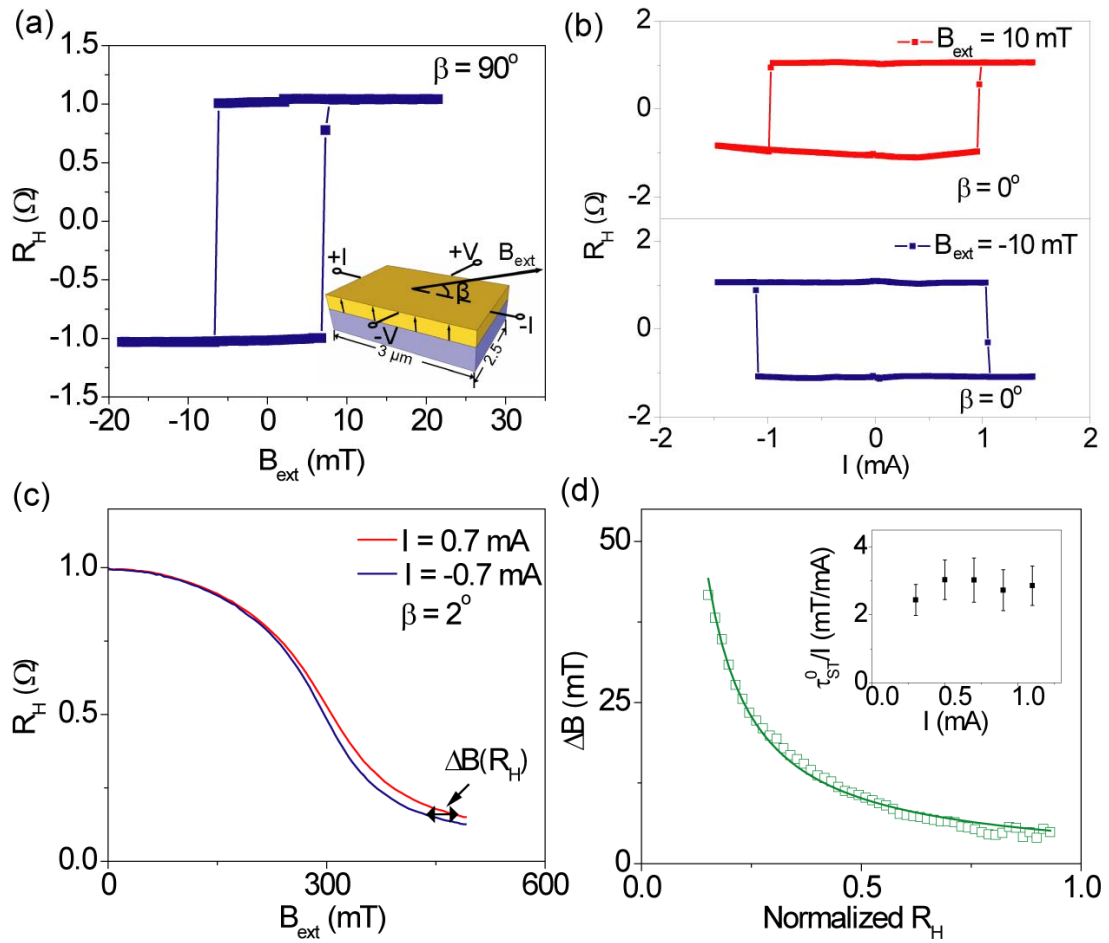 (a)
1.5
1.0
0.5
0.0
-0.5
-1.0
-1.5
R_H (Ω)
β = 90°
+I
+V
B_ext
β
-V
-I
3 μm
2.5
-20 -10 0 10 20 30
B_ext (mT)
(b)
B_ext = 10 mT
2
0
-2
β = 0°
R_H (Ω)
B_ext = -10 mT
2
0
-2
β = 0°
-2 -1 0 1 2
I (mA)
(c)
I = 0.7 mA
I = -0.7 mA
β = 2°
1.0
0.5
0.0
R_H (Ω)
ΔB(R_H)
0 300 600
B_ext (mT)
(d)
50
25
0
ΔB (mT)
4
2
0
τ⁰_ST/I (mT/mA)
0.0 0.5 1.0
I (mA)
0.0 0.5 1.0
Normalized R_H